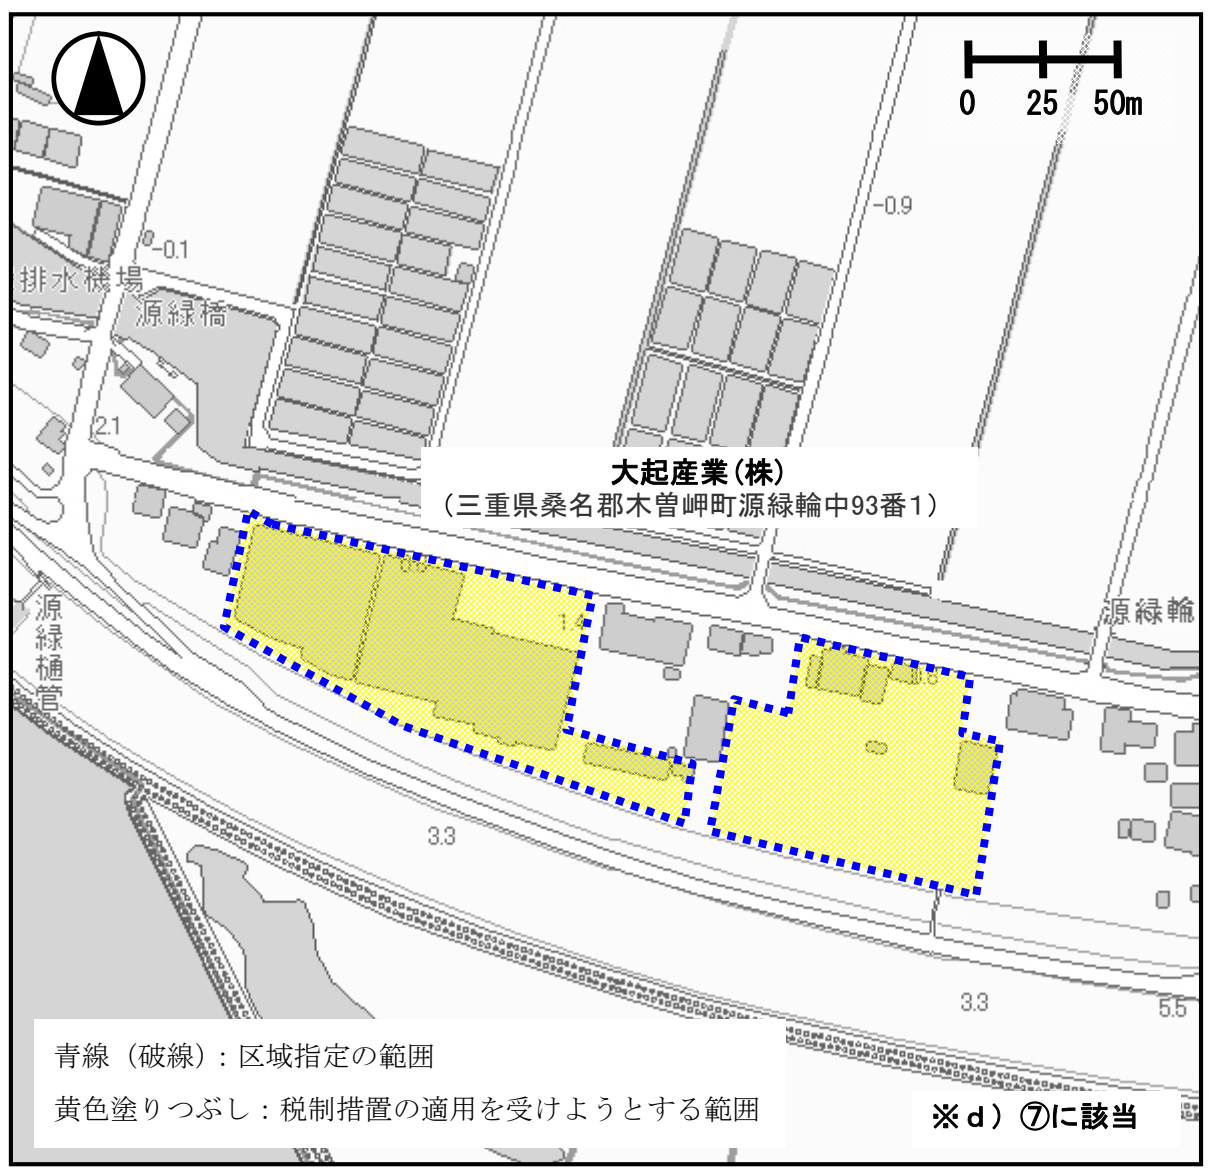 0 25 50m
-0.9
-0.1
排水機場
源緑橋
2.1
大起産業(株)
(三重県桑名郡木曽岬町源緑輪中93番1)
1.4
源緑輪
源緑樋管
3.3
3.3
5.5
青線（破線）: 区域指定の範囲
黄色塗りつぶし : 税制措置の適用を受けようとする範囲
※ｄ）⑦に該当